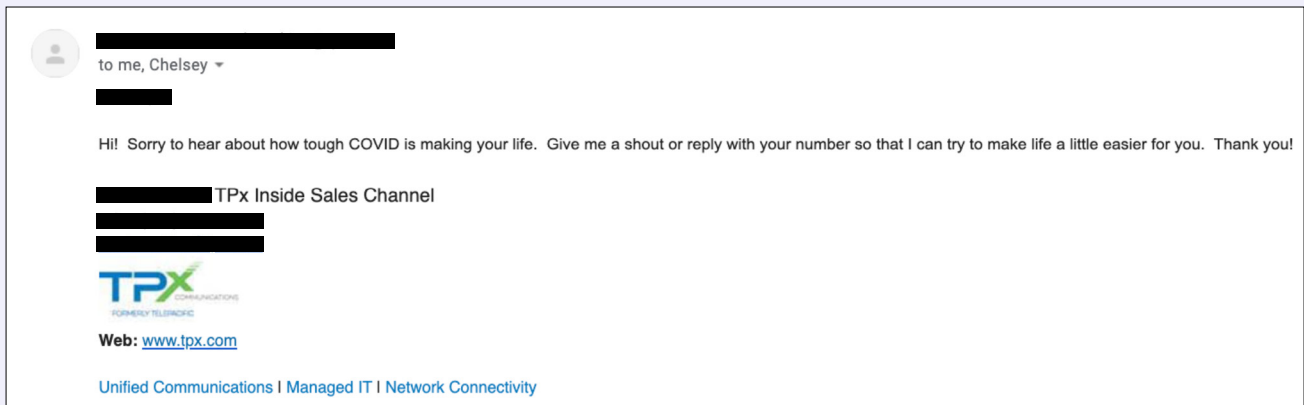 to me, Chelsey
Hi!  Sorry to hear about how tough COVID is making your life.  Give me a shout or reply with your number so that I can try to make life a little easier for you.  Thank you!
TPx Inside Sales Channel
TPx
COMMUNICATIONS
FORMERLY TELEPACIFIC
Web: www.tpx.com
Unified Communications I Managed IT I Network Connectivity